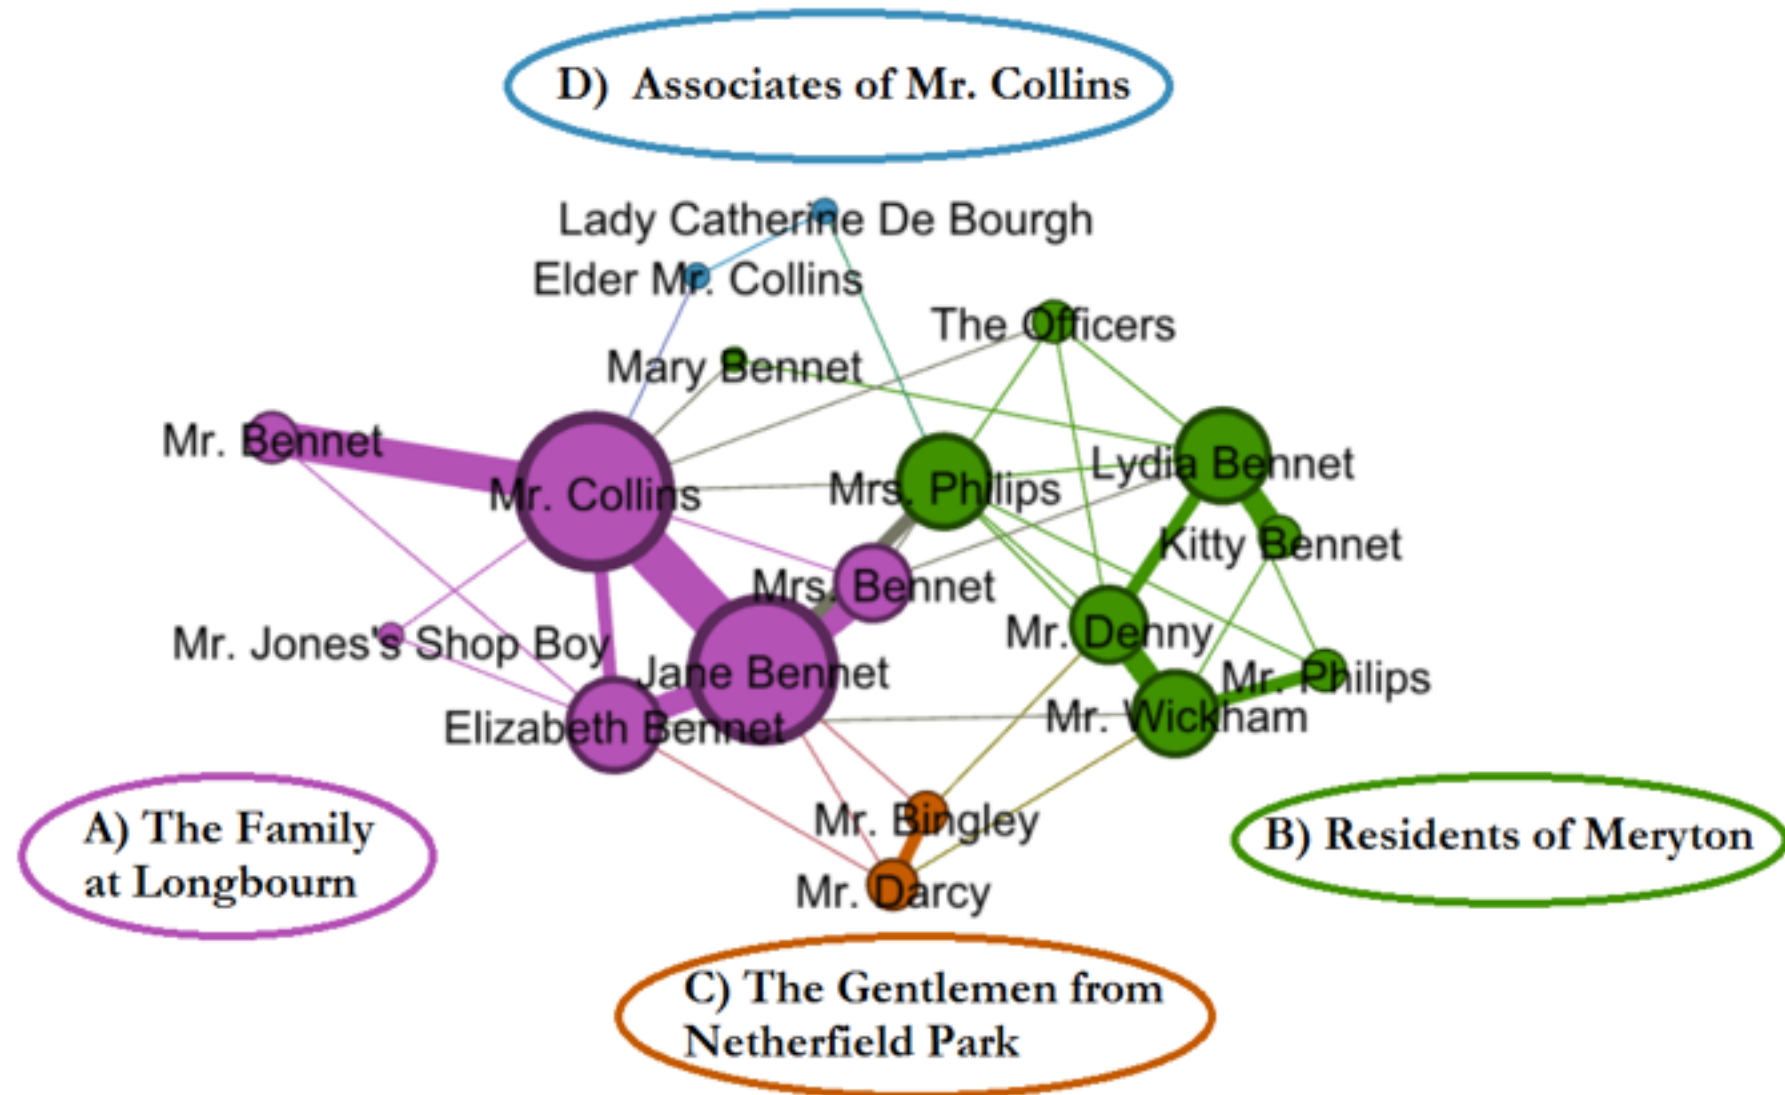 D) Associates of Mr. Collins
Lady Catherine De Bourgh
Elder Mr. Collins
The Officers
Mary Bennet
Mr. Bennet
Mr. Collins
Mrs. Philips
Lydia Bennet
Kitty Bennet
Mrs. Bennet
Mr. Denny
Mr. Jones's Shop Boy
Jane Bennet
Mr. Philips
Elizabeth Bennet
Mr. Wickham
Mr. Bingley
Mr. Darcy
A) The Family
at Longbourn
B) Residents of Meryton
C) The Gentlemen from
Netherfield Park